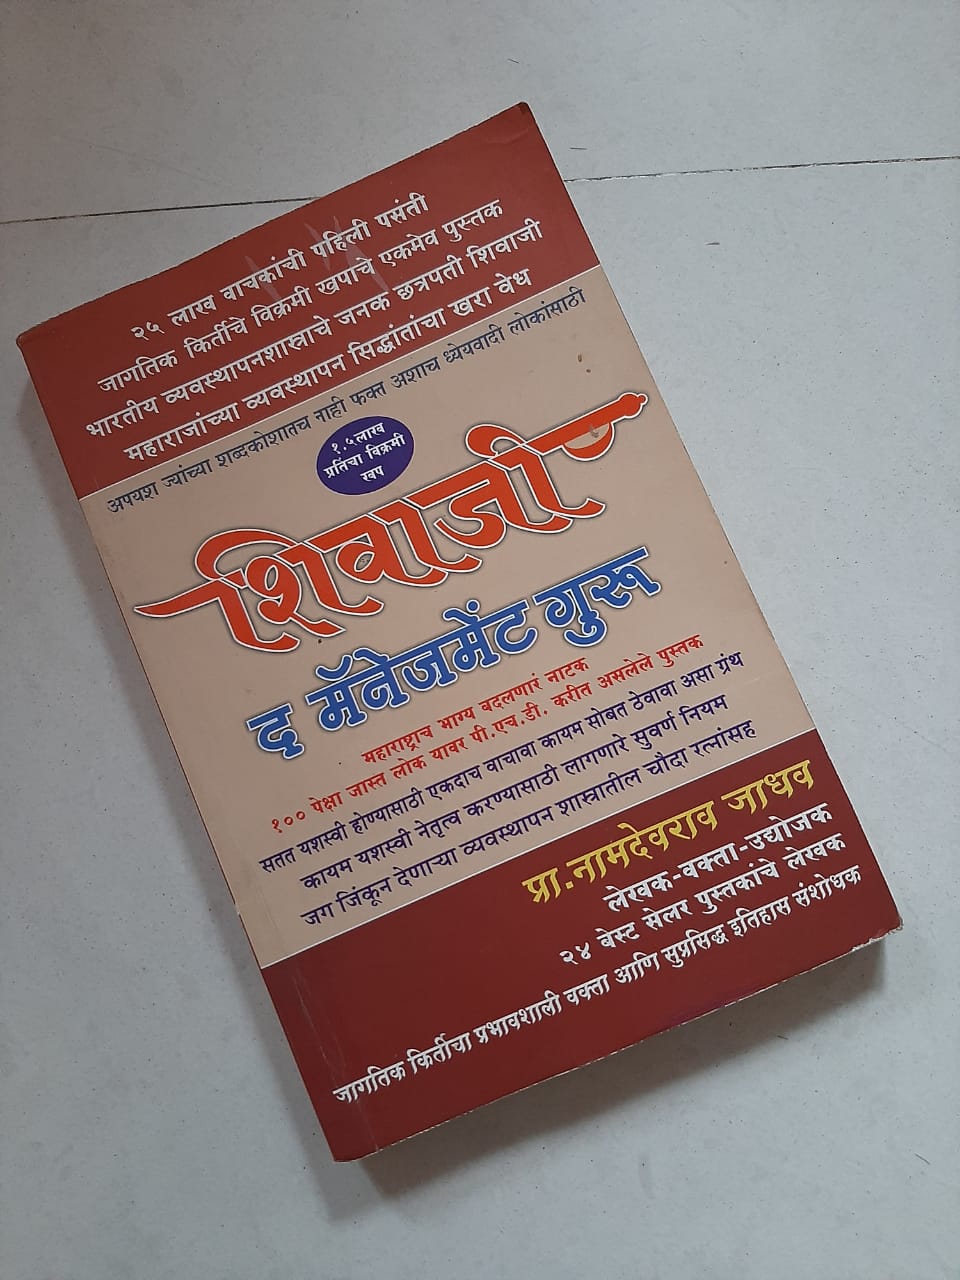 २५ लाख वाचकांची पहिली पसंती
जागतिक किर्तीचे विक्रमी खपाचे एकमेव पुस्तक
भारतीय व्यवस्थापनशास्त्राचे जनक छत्रपती शिवाजी
महाराजांच्या व्यवस्थापन सिद्धांतांचा खरा वेध
अपयश ज्यांच्या शब्दकोशातच नाही फक्त अशाच ध्येयवादी लोकांसाठी
१.५ लाख
प्रतिंचा विक्रमी
खप
शिवाजी
द मॅनेजमेंट गुरू
महाराष्ट्राच भाग्य बदलणारं नाटक
१०० पेक्षा जास्त लोक यावर पी.एच.डी. करीत असलेले पुस्तक
सतत यशस्वी होण्यासाठी एकदाच वाचावा कायम सोबत ठेवावा असा ग्रंथ
कायम यशस्वी नेतृत्व करण्यासाठी लागणारे सुवर्ण नियम
जग जिंकून देणाऱ्या व्यवस्थापन शास्त्रातील चौदा रत्नांसह
प्रा.नामदेवराव जाधव
लेखक-वक्ता-उद्योजक
२४ बेस्ट सेलर पुस्तकांचे लेखक
जागतिक किर्तीचा प्रभावशाली वक्ता आणि सुप्रसिद्ध इतिहास संशोधक